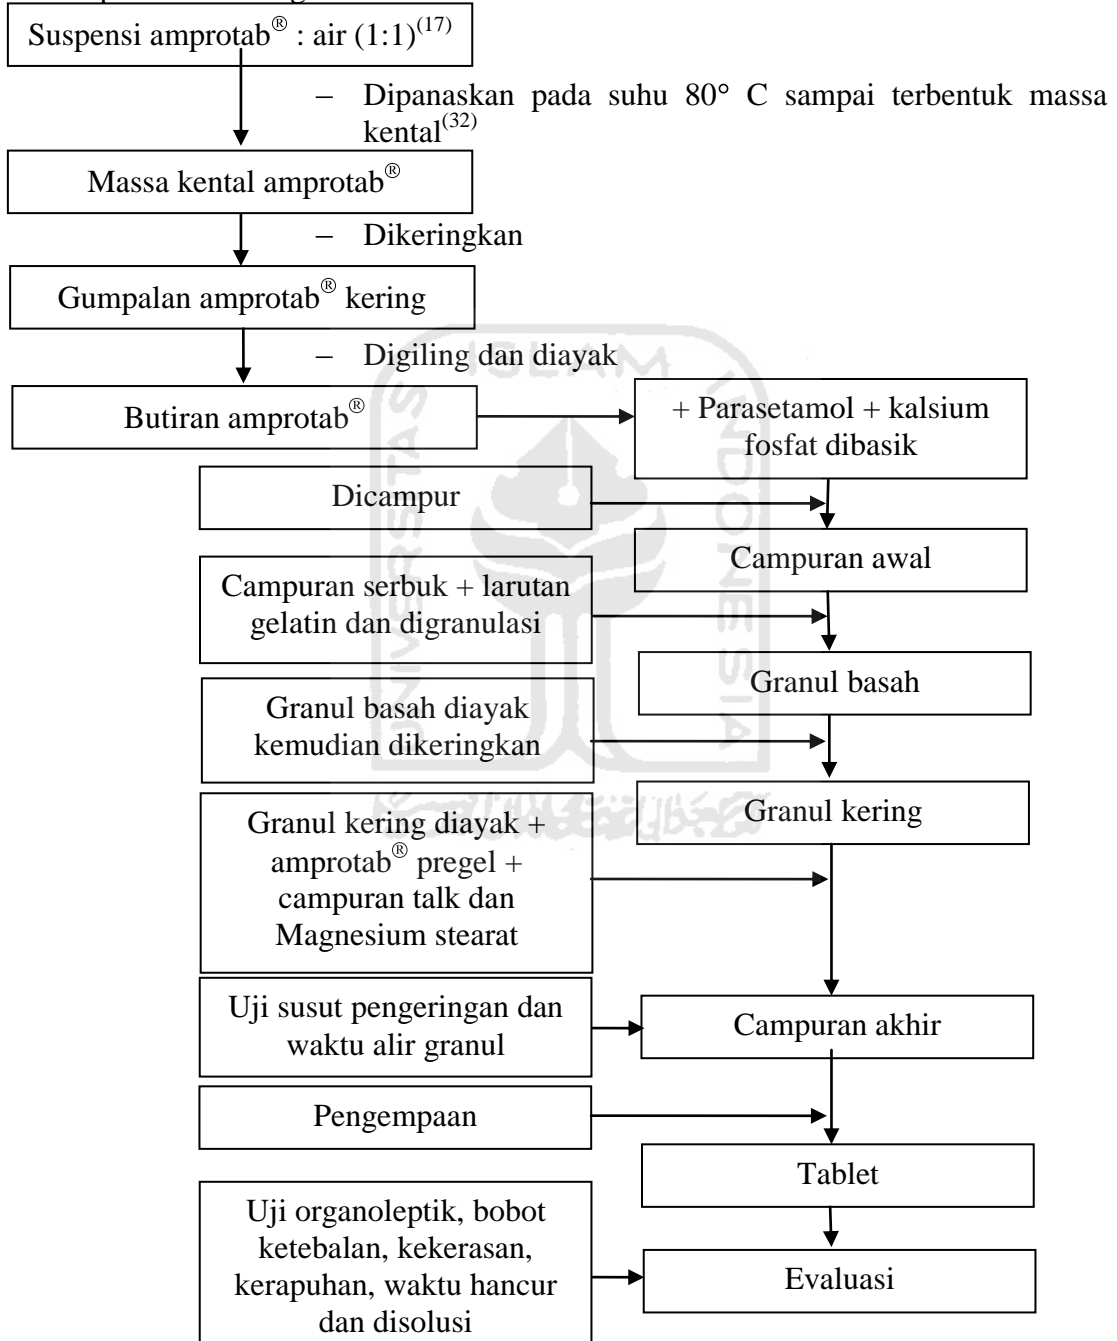 Suspensi amprotab® : air (1:1)(17)
– Dipanaskan pada suhu 80° C sampai terbentuk massa
kental(32)
Massa kental amprotab®
– Dikeringkan
Gumpalan amprotab® kering
– Digiling dan diayak
Butiran amprotab®
+ Parasetamol + kalsium
fosfat dibasik
Dicampur
Campuran awal
Campuran serbuk + larutan
gelatin dan digranulasi
Granul basah
Granul basah diayak
kemudian dikeringkan
Granul kering
Granul kering diayak +
amprotab® pregel +
campuran talk dan
Magnesium stearat
Uji susut pengeringan dan
waktu alir granul
Campuran akhir
Pengempaan
Tablet
Uji organoleptik, bobot
ketebalan, kekerasan,
kerapuhan, waktu hancur
dan disolusi
Evaluasi
UNIVERSITAS ISLAM INDONESIA